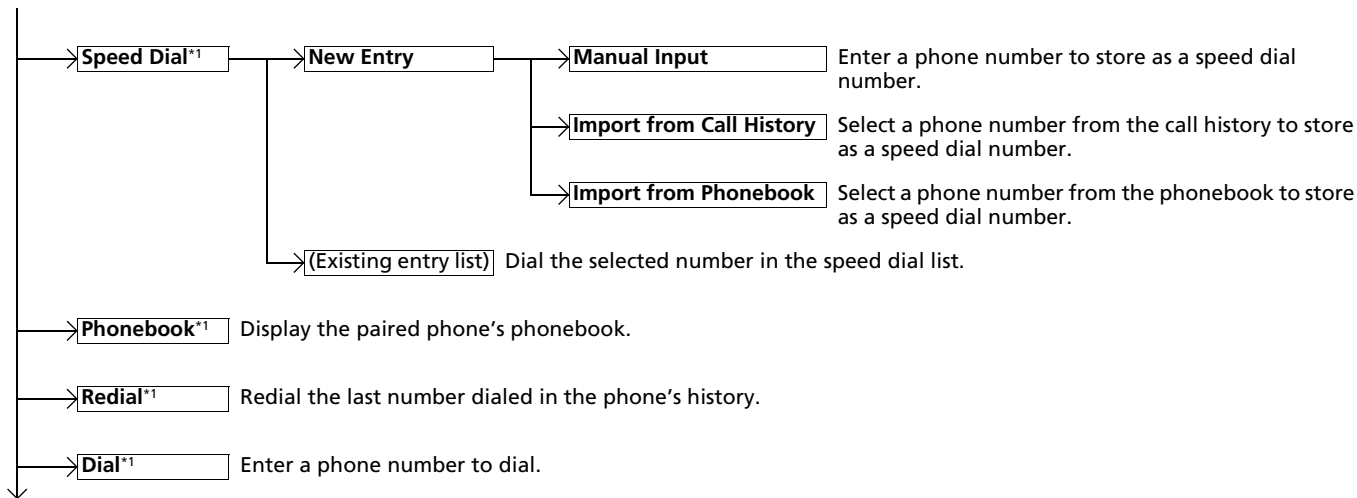 Speed Dial*1 New Entry Manual Input Enter a phone number to store as a speed dial
number.
Import from Call History Select a phone number from the call history to store
as a speed dial number.
Import from Phonebook Select a phone number from the phonebook to store
as a speed dial number.
(Existing entry list) Dial the selected number in the speed dial list.
Phonebook*1 Display the paired phone’s phonebook.
Redial*1 Redial the last number dialed in the phone’s history.
Dial*1 Enter a phone number to dial.